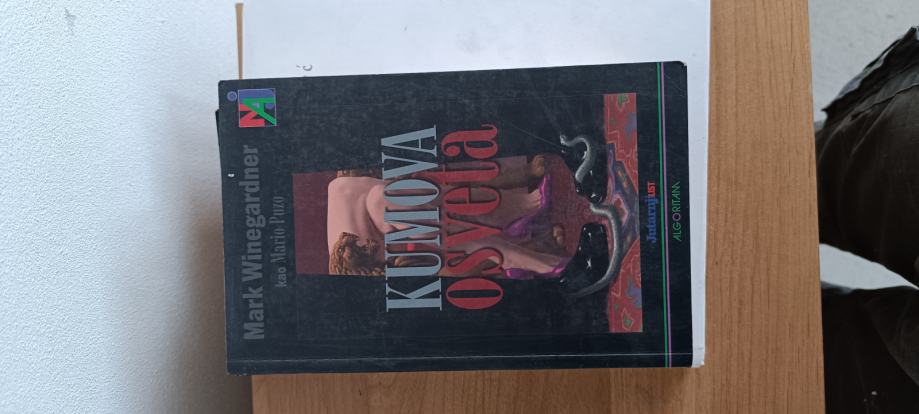 Mark Winegardner
kao Mario Puzo
KUMOVA
osveta
Jutarnji LIST
ALGORITAM